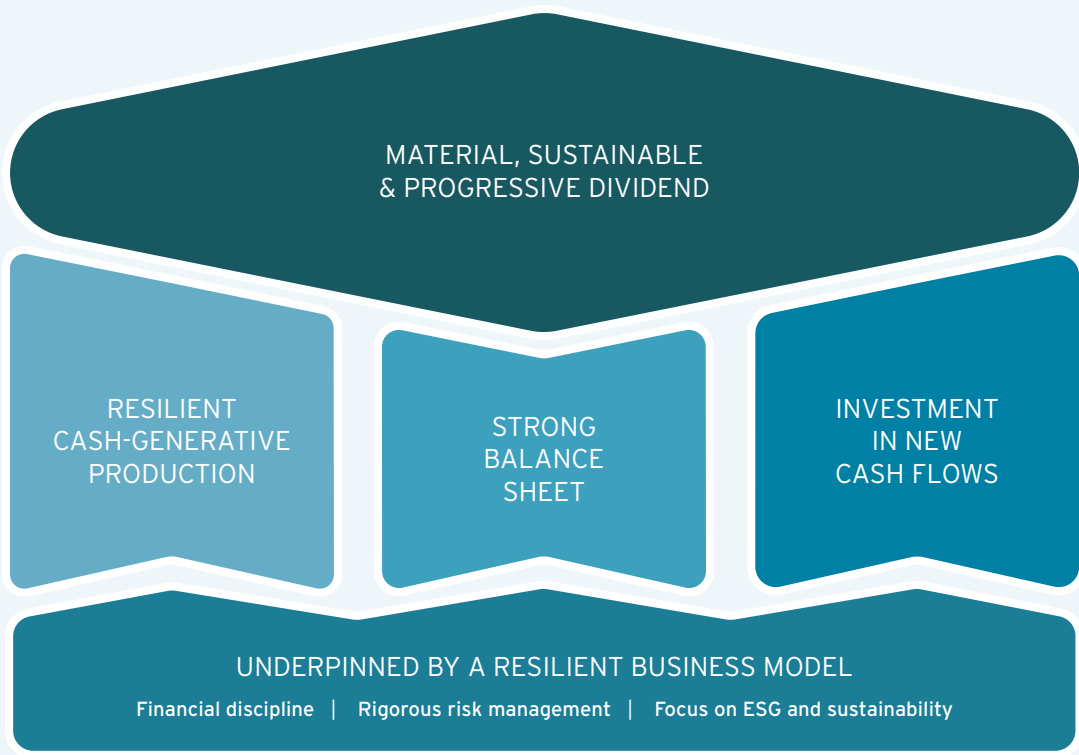 MATERIAL, SUSTAINABLE
& PROGRESSIVE DIVIDEND
RESILIENT
CASH-GENERATIVE
PRODUCTION
STRONG
BALANCE
SHEET
INVESTMENT
IN NEW
CASH FLOWS
UNDERPINNED BY A RESILIENT BUSINESS MODEL
Financial discipline | Rigorous risk management | Focus on ESG and sustainability